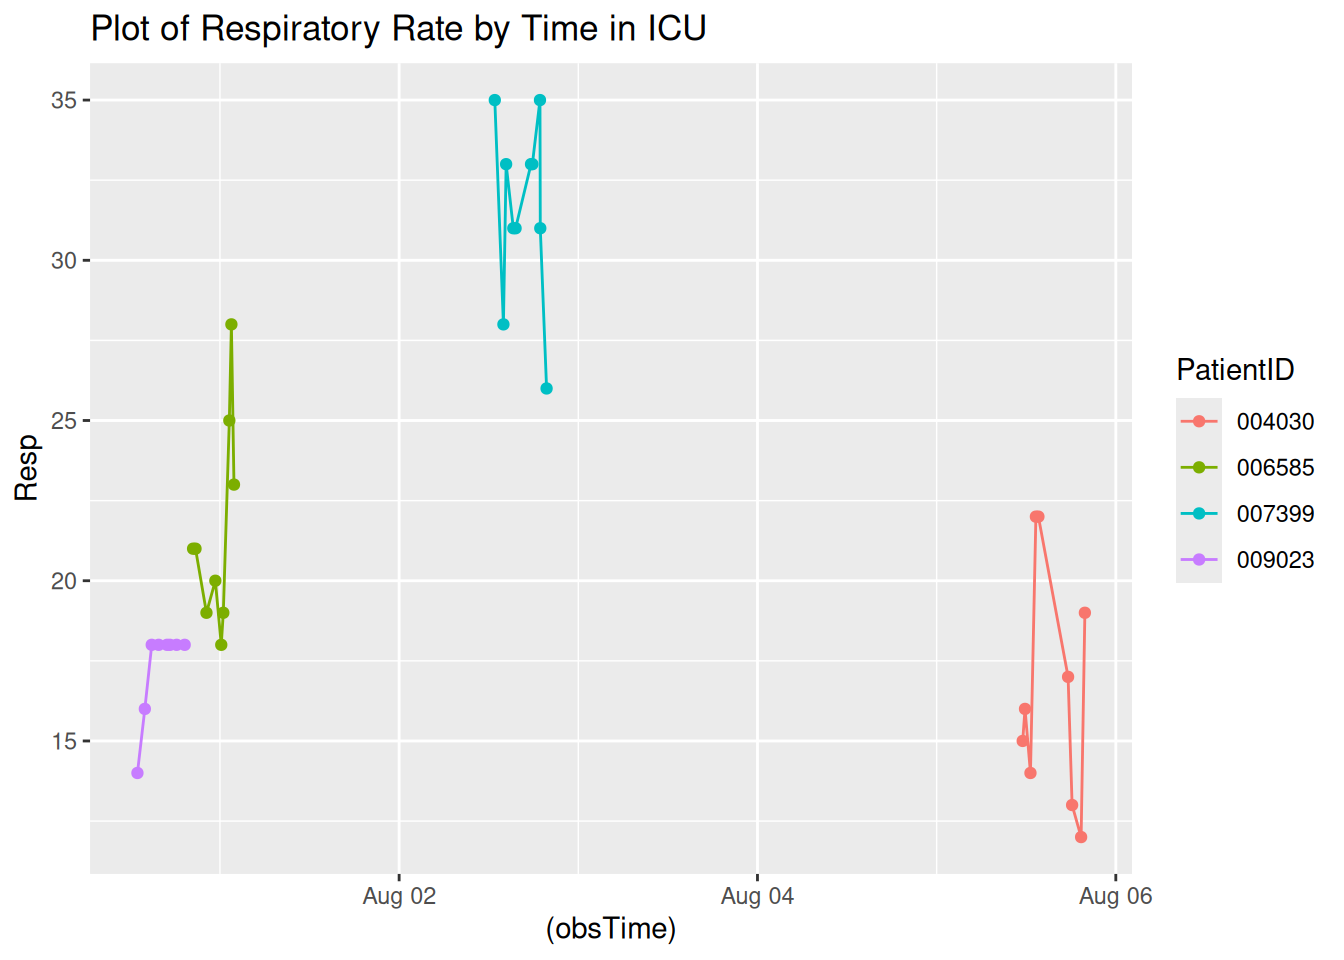 Plot of Respiratory Rate by Time in ICU
35
30
25
20
15
Resp
Aug 02
Aug 04
Aug 06
(obsTime)
PatientID
004030
006585
007399
009023